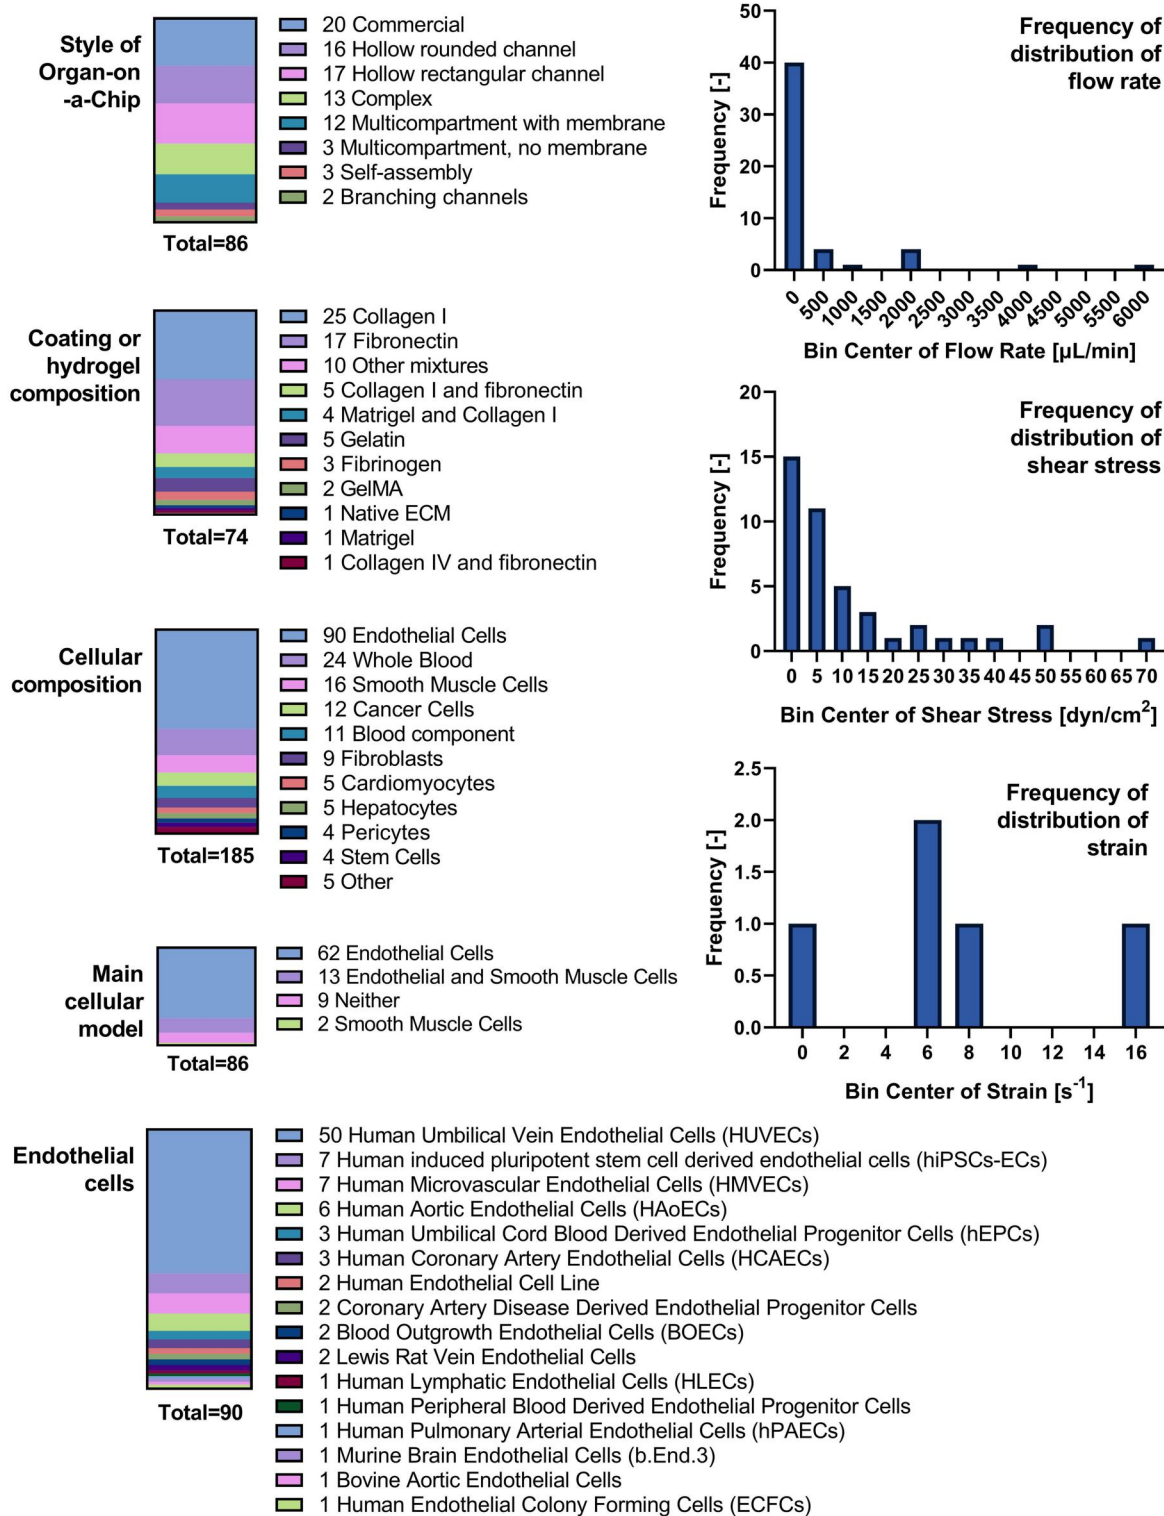 Style of
Organ-on
-a-Chip
Total=86
20 Commercial
16 Hollow rounded channel
17 Hollow rectangular channel
13 Complex
12 Multicompartment with membrane
3 Multicompartment, no membrane
3 Self-assembly
2 Branching channels
Coating or
hydrogel
composition
Total=74
25 Collagen I
17 Fibronectin
10 Other mixtures
5 Collagen I and fibronectin
4 Matrigel and Collagen I
5 Gelatin
3 Fibrinogen
2 GelMA
1 Native ECM
1 Matrigel
1 Collagen IV and fibronectin
Cellular
composition
Total=185
90 Endothelial Cells
24 Whole Blood
16 Smooth Muscle Cells
12 Cancer Cells
11 Blood component
9 Fibroblasts
5 Cardiomyocytes
5 Hepatocytes
4 Pericytes
4 Stem Cells
5 Other
Main
cellular
model
Total=86
62 Endothelial Cells
13 Endothelial and Smooth Muscle Cells
9 Neither
2 Smooth Muscle Cells
Endothelial
cells
Total=90
50 Human Umbilical Vein Endothelial Cells (HUVECs)
7 Human induced pluripotent stem cell derived endothelial cells (hiPSCs-ECs)
7 Human Microvascular Endothelial Cells (HMVECs)
6 Human Aortic Endothelial Cells (HAoECs)
3 Human Umbilical Cord Blood Derived Endothelial Progenitor Cells (hEPCs)
3 Human Coronary Artery Endothelial Cells (HCAECs)
2 Human Endothelial Cell Line
2 Coronary Artery Disease Derived Endothelial Progenitor Cells
2 Blood Outgrowth Endothelial Cells (BOECs)
2 Lewis Rat Vein Endothelial Cells
1 Human Lymphatic Endothelial Cells (HLECs)
1 Human Peripheral Blood Derived Endothelial Progenitor Cells
1 Human Pulmonary Arterial Endothelial Cells (hPAECs)
1 Murine Brain Endothelial Cells (b.End.3)
1 Bovine Aortic Endothelial Cells
1 Human Endothelial Colony Forming Cells (ECFCs)
Frequency of
distribution of
flow rate
Frequency [-]
50
40
30
20
10
0
0 500 1000 1500 2000 2500 3000 3500 4000 4500 5000 5500 6000
Bin Center of Flow Rate [µL/min]
Frequency of
distribution of
shear stress
Frequency [-]
20
15
10
5
0
0 5 10 15 20 25 30 35 40 45 50 55 60 65 70
Bin Center of Shear Stress [dyn/cm²]
Frequency of
distribution of
strain
Frequency [-]
2.5
2.0
1.5
1.0
0.5
0.0
0 2 4 6 8 10 12 14 16
Bin Center of Strain [s⁻¹]